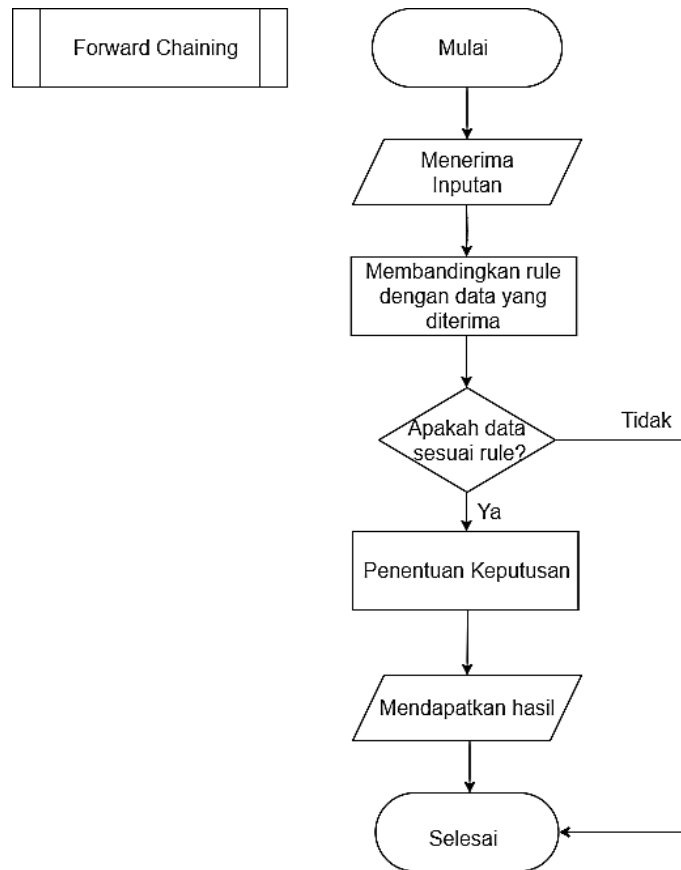 Forward Chaining
Mulai
Menerima
Inputan
Membandingkan rule
dengan data yang
diterima
Apakah data
sesuai rule?
Tidak
Ya
Penentuan Keputusan
Mendapatkan hasil
Selesai